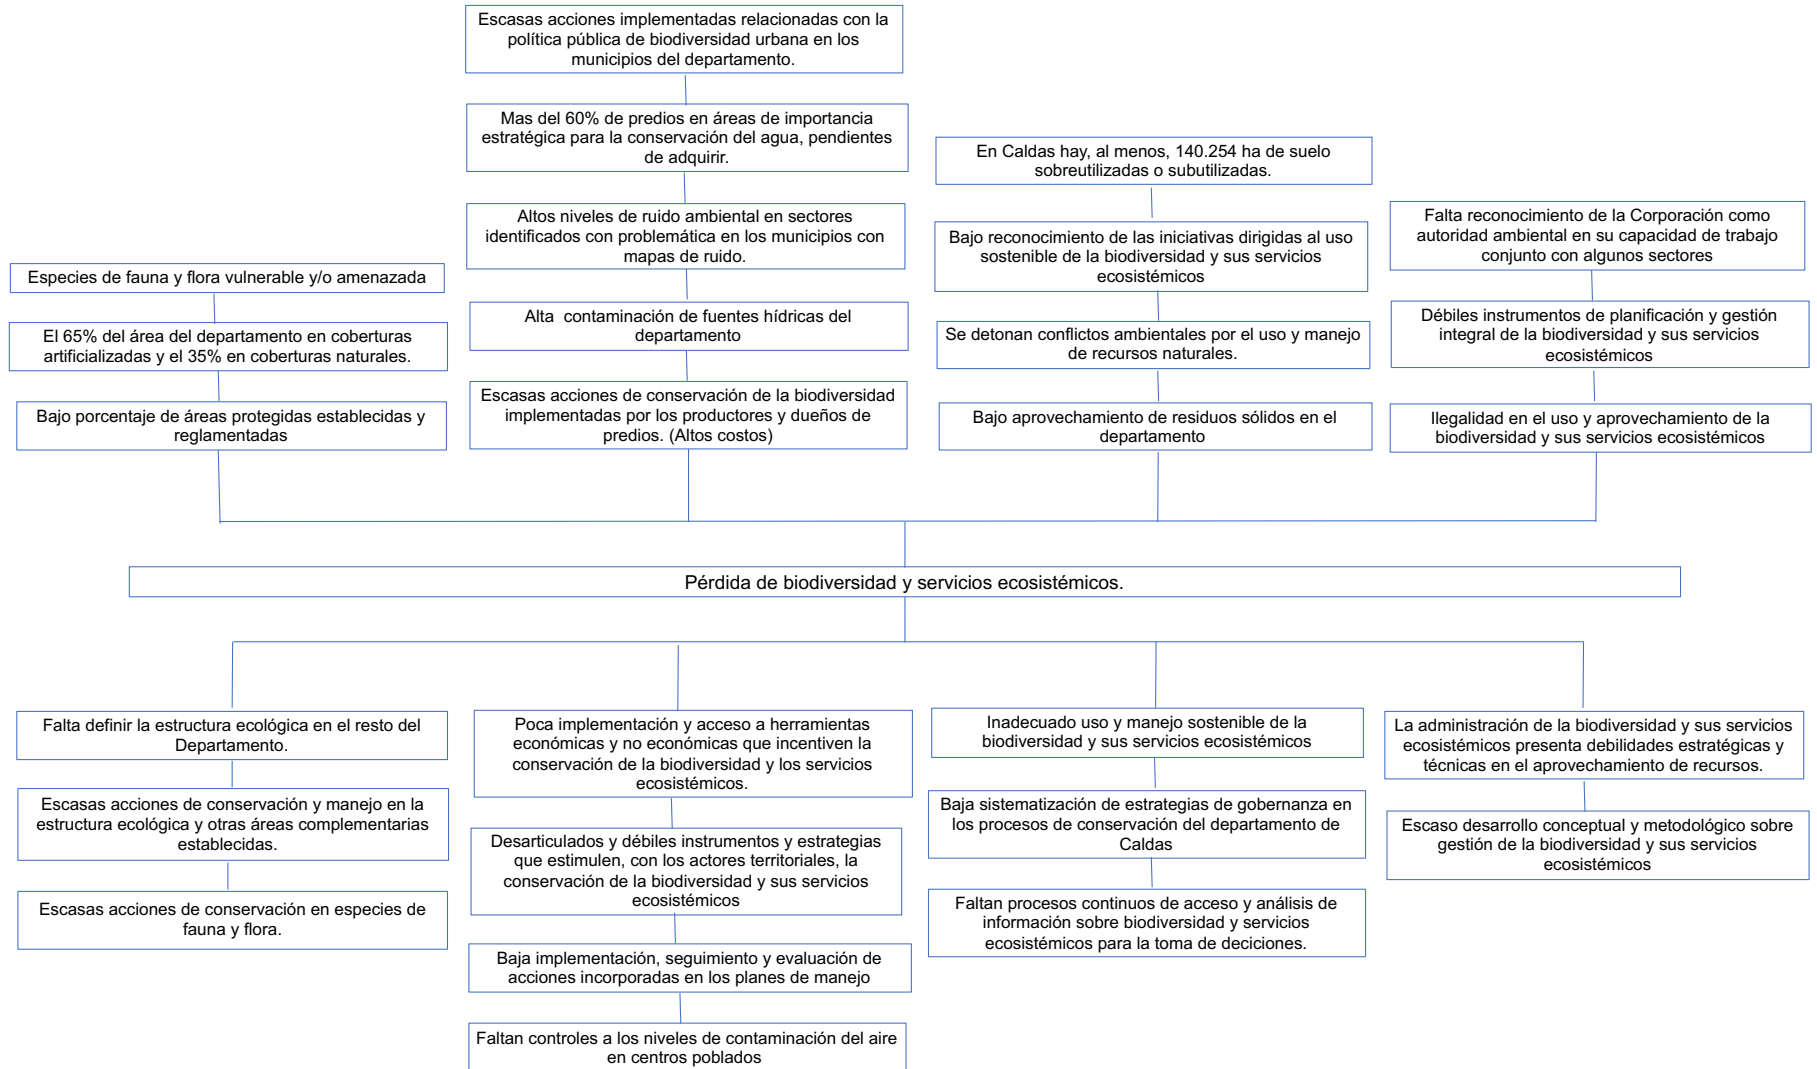 Escasas acciones implementadas relacionadas con la
política pública de biodiversidad urbana en los
municipios del departamento.
Mas del 60% de predios en áreas de importancia
estratégica para la conservación del agua, pendientes
de adquirir.
En Caldas hay, al menos, 140.254 ha de suelo
sobreutilizadas o subutilizadas.
Altos niveles de ruido ambiental en sectores
identificados con problemática en los municipios con
mapas de ruido.
Bajo reconocimiento de las iniciativas dirigidas al uso
sostenible de la biodiversidad y sus servicios
ecosistémicos
Falta reconocimiento de la Corporación como
autoridad ambiental en su capacidad de trabajo
conjunto con algunos sectores
Especies de fauna y flora vulnerable y/o amenazada
El 65% del área del departamento en coberturas
artificializadas y el 35% en coberturas naturales.
Alta  contaminación de fuentes hídricas del
departamento
Se detonan conflictos ambientales por el uso y manejo
de recursos naturales.
Débiles instrumentos de planificación y gestión
integral de la biodiversidad y sus servicios
ecosistémicos
Bajo porcentaje de áreas protegidas establecidas y
reglamentadas
Escasas acciones de conservación de la biodiversidad
implementadas por los productores y dueños de
predios. (Altos costos)
Bajo aprovechamiento de residuos sólidos en el
departamento
Ilegalidad en el uso y aprovechamiento de la
biodiversidad y sus servicios ecosistémicos
Pérdida de biodiversidad y servicios ecosistémicos.
Falta definir la estructura ecológica en el resto del
Departamento.
Poca implementación y acceso a herramientas
económicas y no económicas que incentiven la
conservación de la biodiversidad y los servicios
ecosistémicos.
Inadecuado uso y manejo sostenible de la
biodiversidad y sus servicios ecosistémicos
La administración de la biodiversidad y sus servicios
ecosistémicos presenta debilidades estratégicas y
técnicas en el aprovechamiento de recursos.
Escasas acciones de conservación y manejo en la
estructura ecológica y otras áreas complementarias
establecidas.
Desarticulados y débiles instrumentos y estrategias
que estimulen, con los actores territoriales, la
conservación de la biodiversidad y sus servicios
ecosistémicos
Baja sistematización de estrategias de gobernanza en
los procesos de conservación del departamento de
Caldas
Escaso desarrollo conceptual y metodológico sobre
gestión de la biodiversidad y sus servicios
ecosistémicos
Escasas acciones de conservación en especies de
fauna y flora.
Faltan procesos continuos de acceso y análisis de
información sobre biodiversidad y servicios
ecosistémicos para la toma de deciciones.
Baja implementación, seguimiento y evaluación de
acciones incorporadas en los planes de manejo
Faltan controles a los niveles de contaminación del aire
en centros poblados